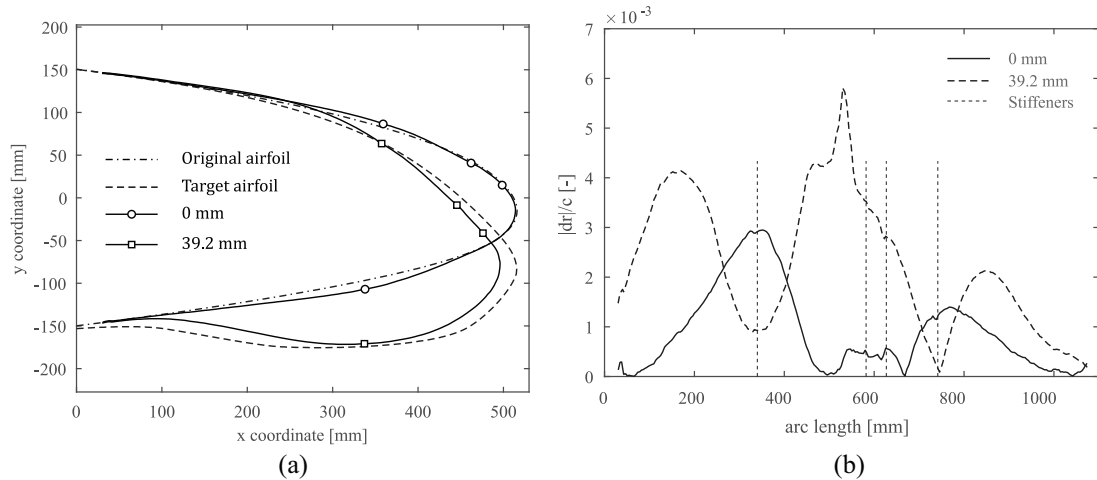 200
150
100
50
0
-50
-100
-150
-200
y coordinate [mm]
Original airfoil
Target airfoil
0 mm
39.2 mm
0 100 200 300 400 500
x coordinate [mm]
(a)
× 10⁻³
7
6
5
4
3
2
1
0
|dr|/c [-]
0 mm
39.2 mm
Stiffeners
0 200 400 600 800 1000
arc length [mm]
(b)